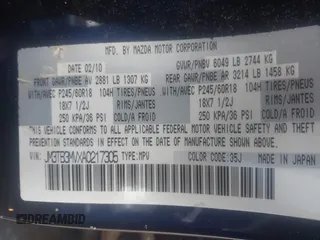 MFG. BY MAZDA MOTOR CORPORATION
DATE 02/10
GVWR/PNBV 6049 LB 2744 KG
FRONT GAWR/PNBE AV 2881 LB 1307 KG
REAR GAWR/PNBE AR 3214 LB 1458 KG
WITH/AVEC P245/60R18 104H TIRES/PNEUS
WITH/AVEC P245/60R18 104H TIRES/PNEUS
18X7 1/2J RIMS/JANTES
18X7 1/2J RIMS/JANTES
250 KPA/36 PSI COLD/A FROID
250 KPA/36 PSI COLD/A FROID
THIS VEHICLE CONFORMS TO ALL APPLICABLE FEDERAL MOTOR VEHICLE SAFETY,
BUMPER, AND THEFT PREVENTION STANDARDS IN EFFECT
ON THE DATE OF MANUFACTURE SHOWN ABOVE.
JM3TB3MVXA0217305 TYPE:MPV COLOR CODE:35J MADE IN JAPAN
© DREAMBID